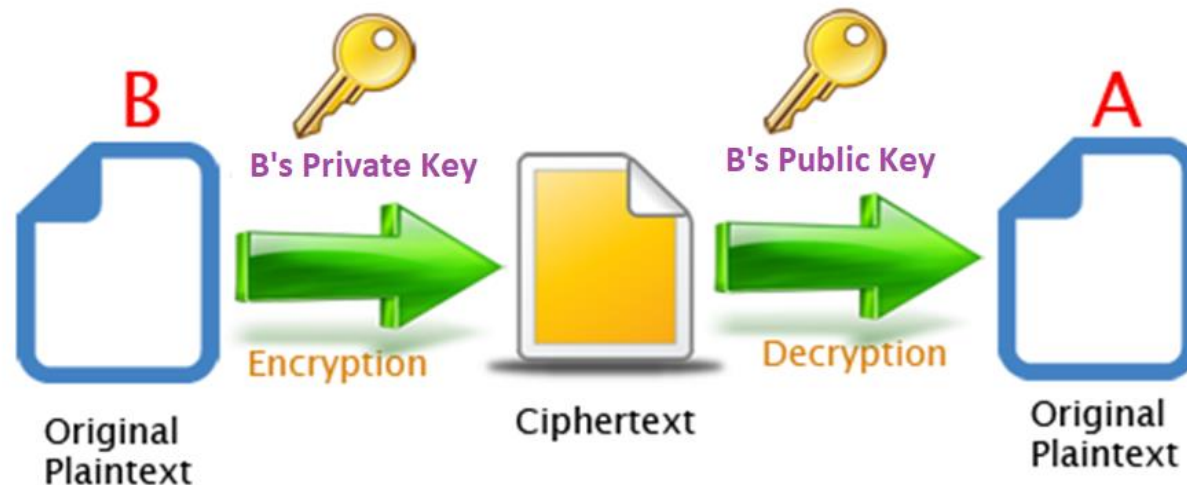 B
B's Private Key
Encryption
Original
Plaintext
Ciphertext
B's Public Key
Decryption
A
Original
Plaintext